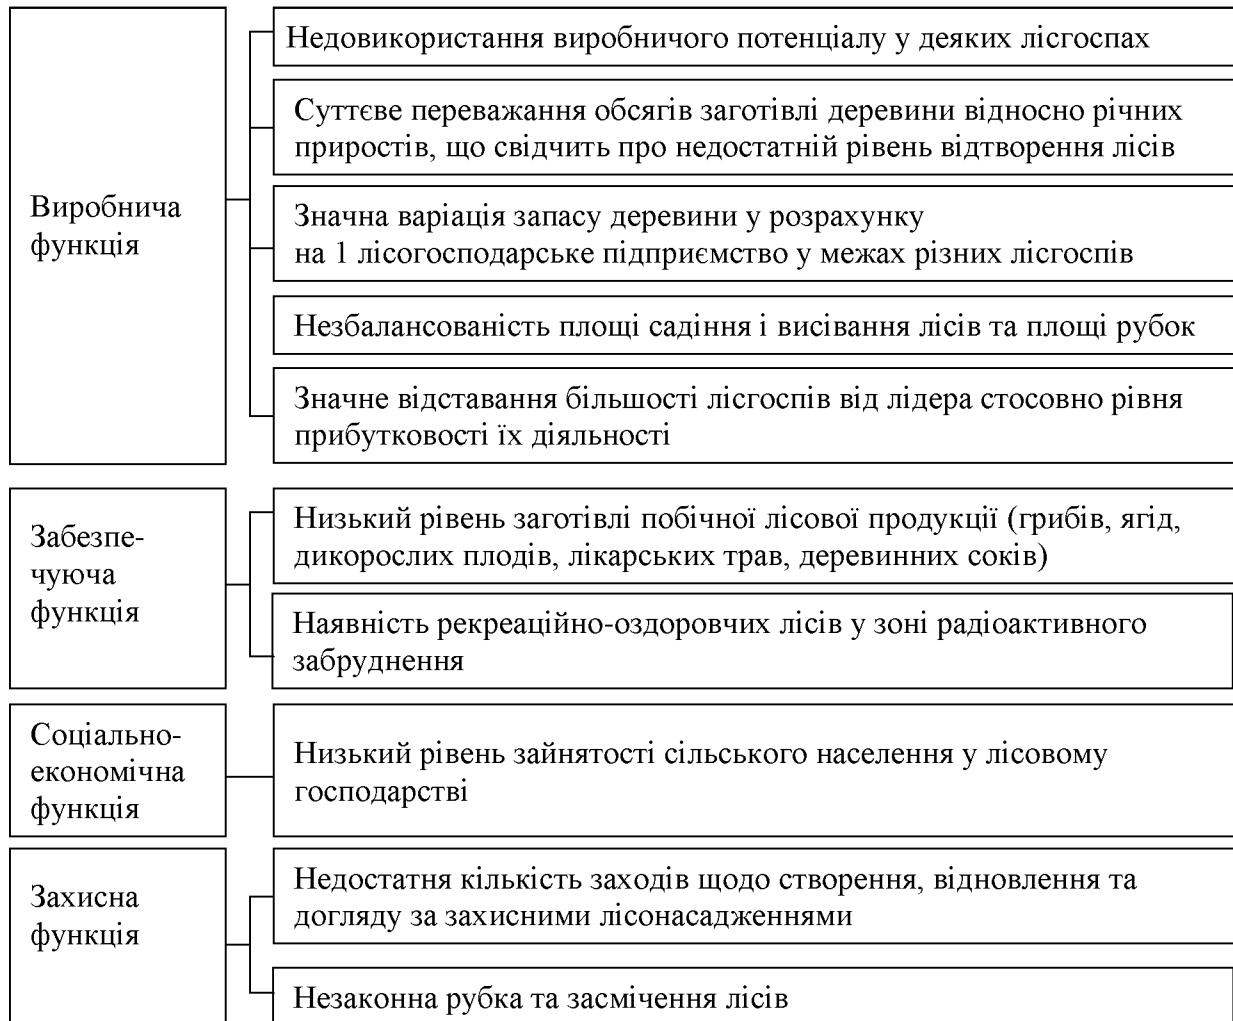 Виробнича
функція
Недовикористання виробничого потенціалу у деяких лісгоспах
Суттєве переважання обсягів заготівлі деревини відносно річних
приростів, що свідчить про недостатній рівень відтворення лісів
Значна варіація запасу деревини у розрахунку
на 1 лісогосподарське підприємство у межах різних лісгоспів
Незбалансованість площі садіння і висівання лісів та площі рубок
Значне відставання більшості лісгоспів від лідера стосовно рівня
прибутковості їх діяльності
Забезпе-
чуюча
функція
Низький рівень заготівлі побічної лісової продукції (грибів, ягід,
дикорослих плодів, лікарських трав, деревинних соків)
Наявність рекреаційно-оздоровчих лісів у зоні радіоактивного
забруднення
Соціально-
економічна
функція
Низький рівень зайнятості сільського населення у лісовому
господарстві
Захисна
функція
Недостатня кількість заходів щодо створення, відновлення та
догляду за захисними лісонасадженнями
Незаконна рубка та засмічення лісів